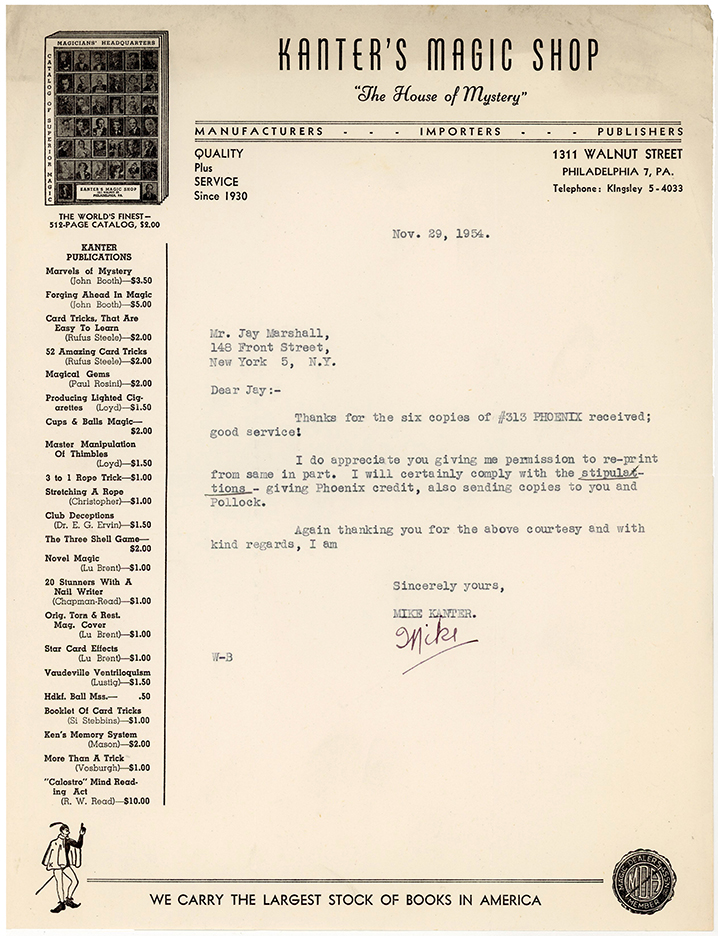 MAGICIANS' HEADQUARTERS
CATALOG OF SUPERIOR MAGIC
KANTER'S MAGIC SHOP
PHILADELPHIA, PA.
THE WORLD'S FINEST—
512-PAGE CATALOG, $2.00
KANTER'S MAGIC SHOP
"The House of Mystery"
MANUFACTURERS - - - IMPORTERS - - - PUBLISHERS
QUALITY
Plus
SERVICE
Since 1930
1311 WALNUT STREET
PHILADELPHIA 7, PA.
Telephone: KIngsley 5-4033
KANTER
PUBLICATIONS
Marvels of Mystery
(John Booth)—$3.50
Forging Ahead In Magic
(John Booth)—$5.00
Card Tricks, That Are
Easy To Learn
(Rufus Steele)—$2.00
52 Amazing Card Tricks
(Rufus Steele)—$2.00
Magical Gems
(Paul Rosini)—$2.00
Producing Lighted Cig-
arettes (Loyd)—$1.50
Cups & Balls Magic—
$2.00
Master Manipulation
Of Thimbles
(Loyd)—$1.50
3 to 1 Rope Trick—$1.00
Stretching A Rope
(Christopher)—$1.00
Club Deceptions
(Dr. E. G. Ervin)—$1.50
The Three Shell Game—
$2.00
Novel Magic
(Lu Brent)—$1.00
20 Stunners With A
Nail Writer
(Chapman-Read)—$1.00
Orig. Torn & Rest.
Mag. Cover
(Lu Brent)—$1.00
Star Card Effects
(Lu Brent)—$1.00
Vaudeville Ventriloquism
(Lustig)—$1.50
Hdkf. Ball Mss.— .50
Booklet Of Card Tricks
(Si Stebbins)—$1.00
Ken's Memory System
(Mason)—$2.00
More Than A Trick
(Vosburgh)—$1.00
"Calostro" Mind Read-
ing Act
(R. W. Read)—$10.00
Nov. 29, 1954.
Mr. Jay Marshall,
148 Front Street,
New York 5, N.Y.
Dear Jay:-
Thanks for the six copies of #313 PHOENIX received;
good service!
I do appreciate you giving me permission to re-print
from same in part. I will certainly comply with the stipula-
tions - giving Phoenix credit, also sending copies to you and
Pollock.
Again thanking you for the above courtesy and with
kind regards, I am
Sincerely yours,
MIKE KANTER.
Mike
W-B
WE CARRY THE LARGEST STOCK OF BOOKS IN AMERICA
MAGIC DEALERS ASS'N
MDA
MEMBER